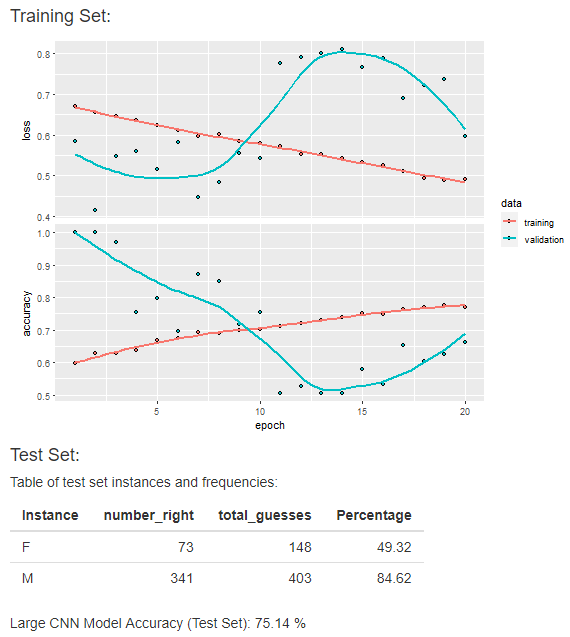 Training Set:
0.8
0.7
0.6
0.5
0.4
loss
1.0
0.9
0.8
0.7
0.6
0.5
accuracy
5 10 15 20
epoch
data
training
validation
Test Set:
Table of test set instances and frequencies:
Instance number_right total_guesses Percentage
F 73 148 49.32
M 341 403 84.62
Large CNN Model Accuracy (Test Set): 75.14 %